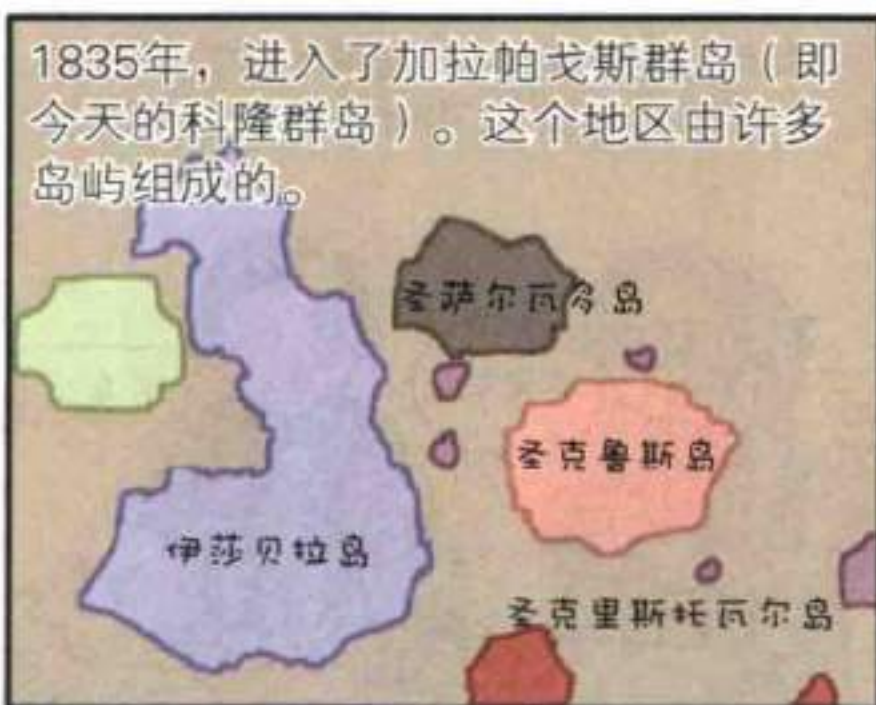 1835年，进入了加拉帕戈斯群岛（即
今天的科隆群岛）。这个地区由许多
岛屿组成的。
圣萨尔瓦多岛
圣克鲁斯岛
伊莎贝拉岛
圣克里斯托瓦尔岛